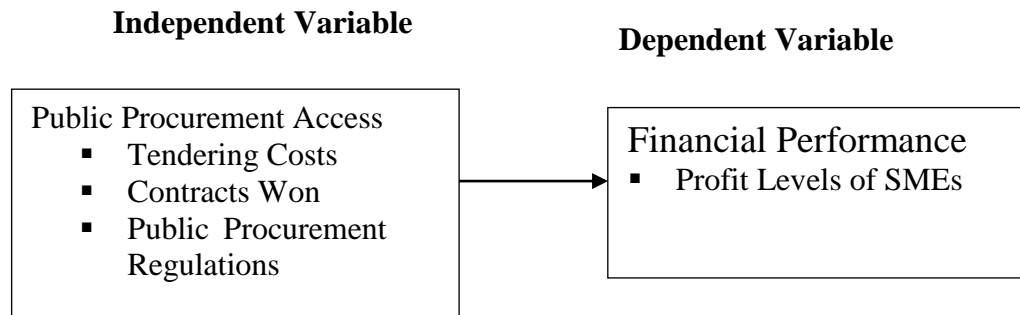 Independent Variable
Dependent Variable
Public Procurement Access
▪ Tendering Costs
▪ Contracts Won
▪ Public Procurement
Regulations
Financial Performance
▪ Profit Levels of SMEs